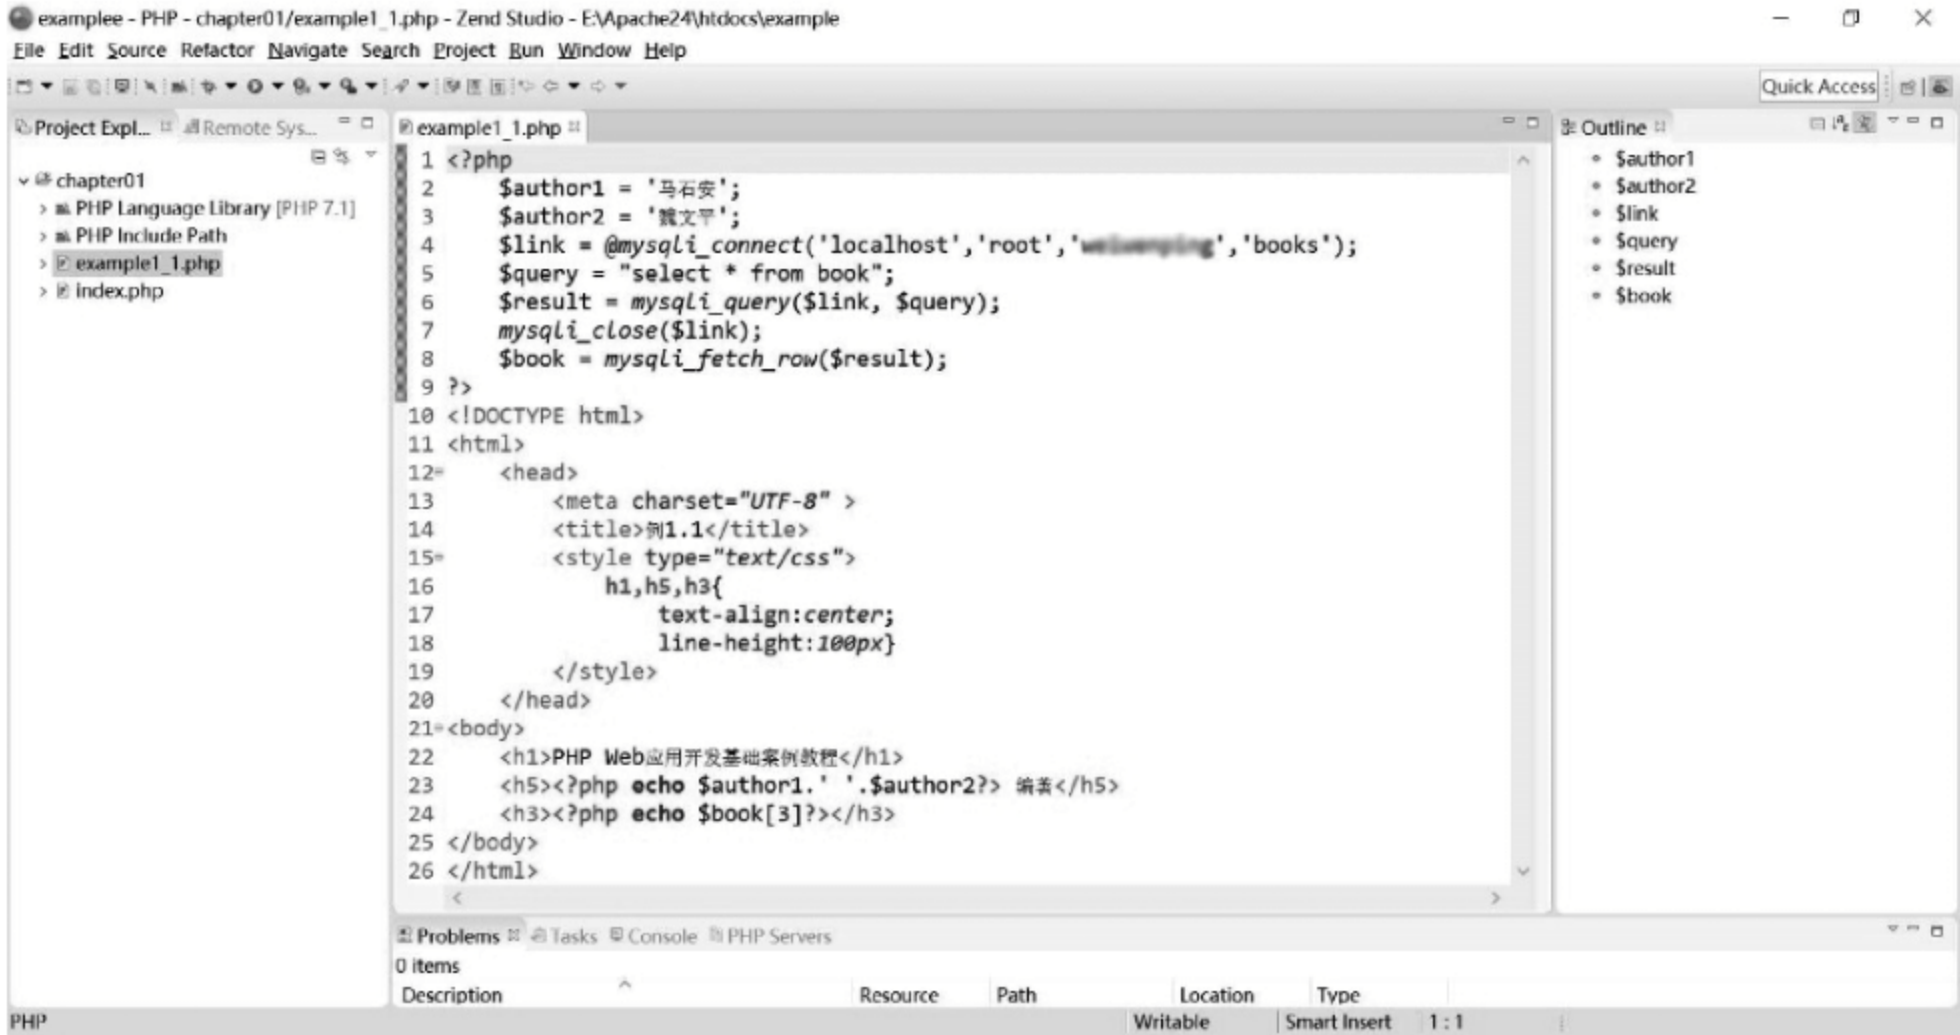 examplee - PHP - chapter01/example1_1.php - Zend Studio - E:\Apache24\htdocs\example
File Edit Source Refactor Navigate Search Project Run Window Help
Quick Access
Project Expl...
Remote Sys...
chapter01
PHP Language Library [PHP 7.1]
PHP Include Path
example1_1.php
index.php
example1_1.php
1 <?php
2 $author1 = '马石安';
3 $author2 = '魏文平';
4 $link = @mysqli_connect('localhost','root','','books');
5 $query = "select * from book";
6 $result = mysqli_query($link, $query);
7 mysqli_close($link);
8 $book = mysqli_fetch_row($result);
9 ?>
10 <!DOCTYPE html>
11 <html>
12 <head>
13 <meta charset="UTF-8" >
14 <title>例1.1</title>
15 <style type="text/css">
16 h1,h5,h3{
17 text-align:center;
18 line-height:100px}
19 </style>
20 </head>
21 <body>
22 <h1>PHP Web应用开发基础案例教程</h1>
23 <h5><?php echo $author1.' '.$author2?> 编著</h5>
24 <h3><?php echo $book[3]?></h3>
25 </body>
26 </html>
Outline
$author1
$author2
$link
$query
$result
$book
Problems Tasks Console PHP Servers
0 items
Description Resource Path Location Type
PHP Writable Smart Insert 1 : 1